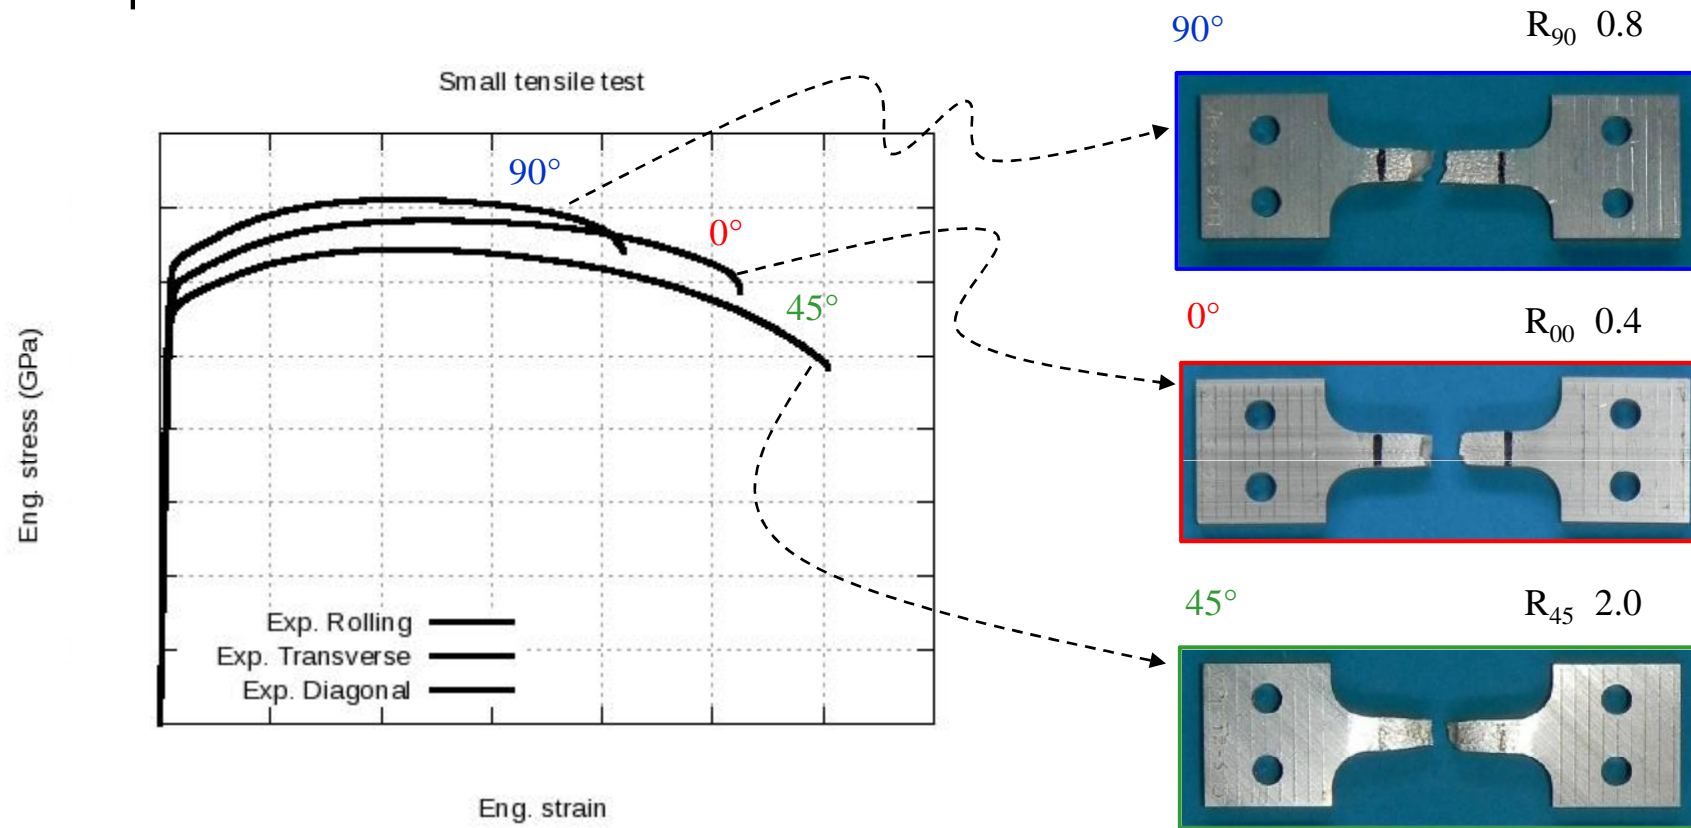 Small tensile test
90°
0°
45°
Eng. stress (GPa)
Exp. Rolling
Exp. Transverse
Exp. Diagonal
Eng. strain
90° R₉₀ 0.8
0° R₀₀ 0.4
45° R₄₅ 2.0